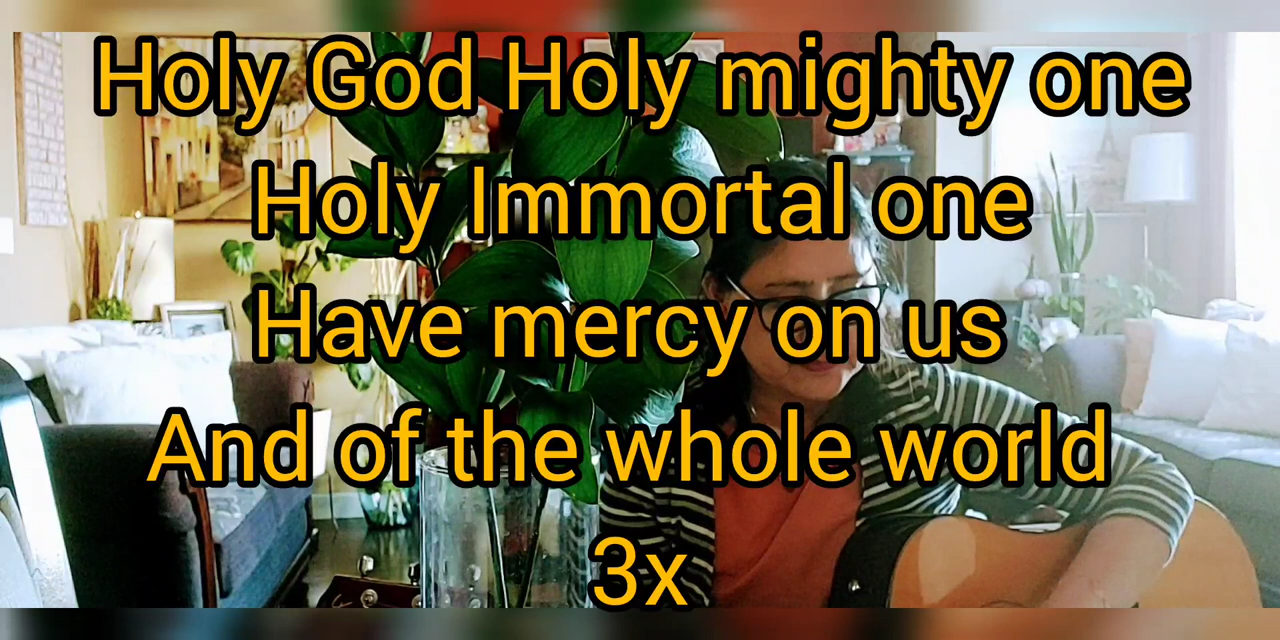 Holy God Holy mighty one
Holy Immortal one
Have mercy on us
And of the whole world
3x